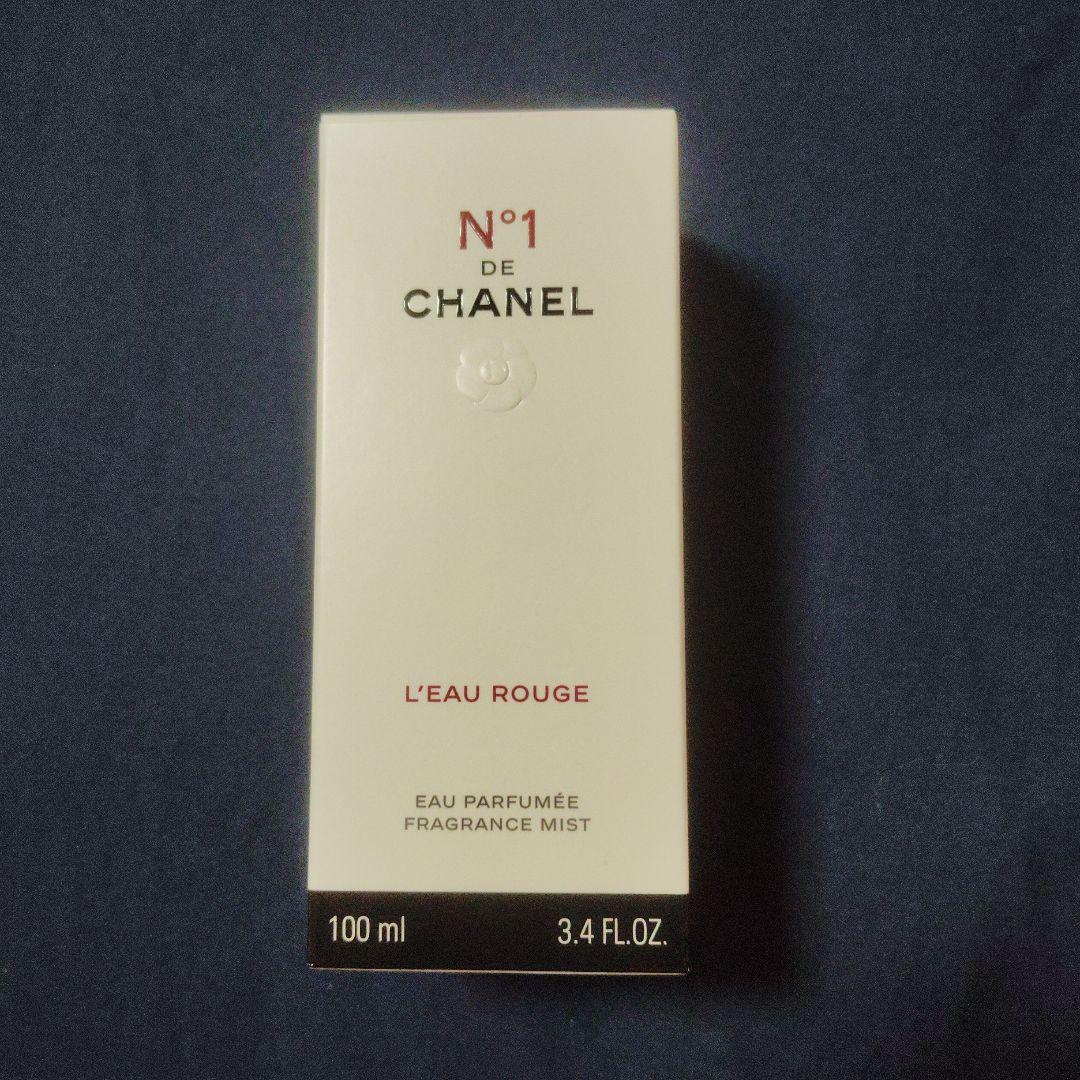 N°1
DE
CHANEL
L'EAU ROUGE
EAU PARFUMÉE
FRAGRANCE MIST
100 ml 3.4 FL.OZ.